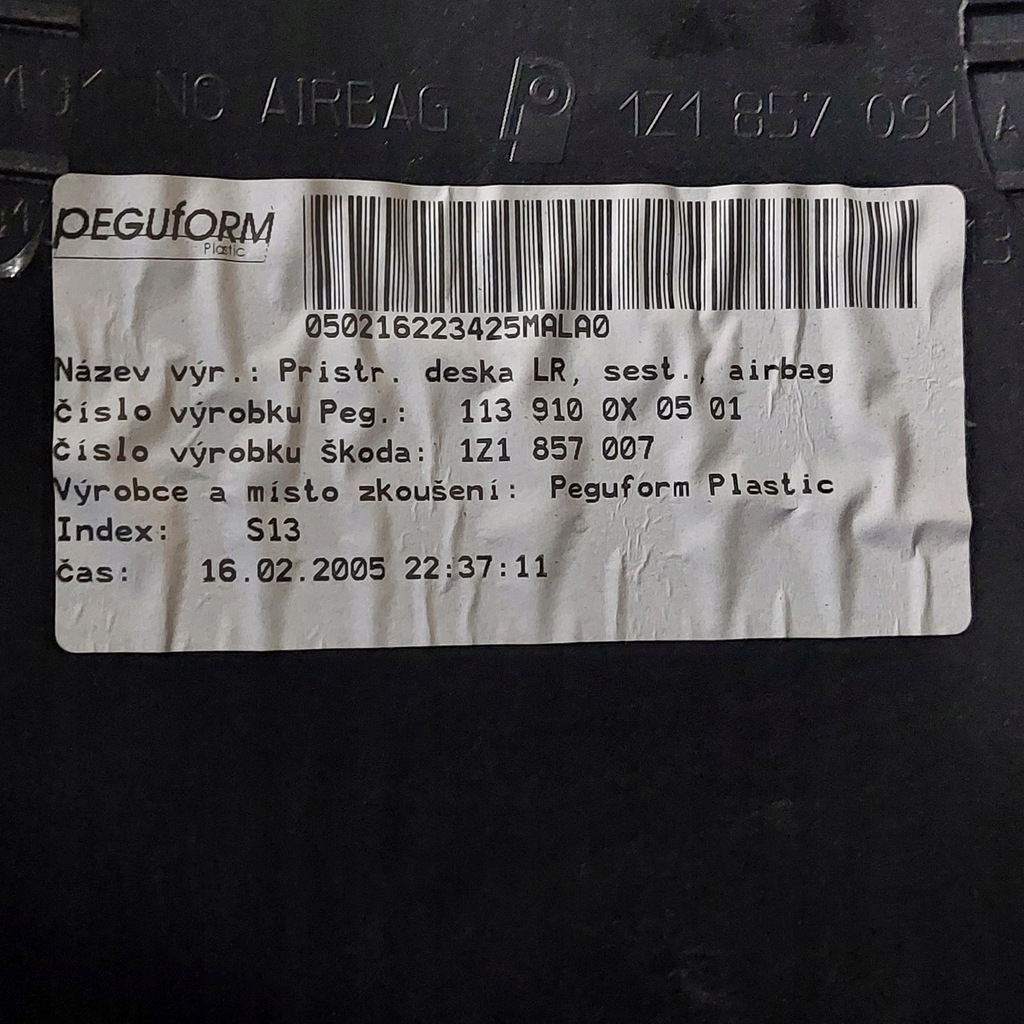 NO AIRBAG P 1Z1 857 091 A
PEGUfORM
Plastic
050216223425MALA0
Název výr.: Pristr. deska LR, sest., airbag
číslo výrobku Peg.: 113 910 0X 05 01
číslo výrobku škoda: 1Z1 857 007
Výrobce a místo zkoušení: Peguform Plastic
Index: S13
čas: 16.02.2005 22:37:11